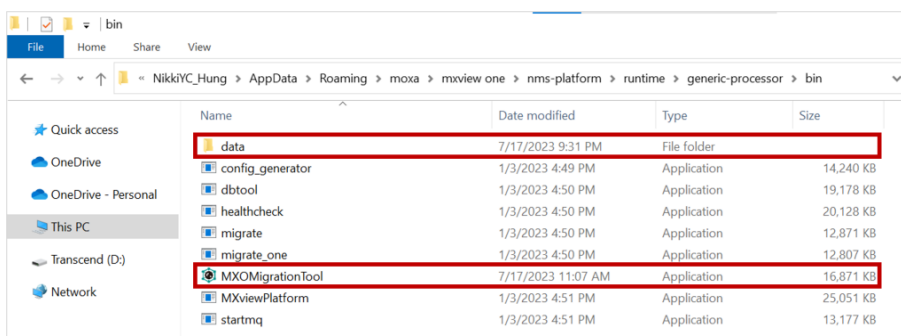 bin
File Home Share View
« NikkiYC_Hung > AppData > Roaming > moxa > mxview one > nms-platform > runtime > generic-processor > bin
Name Date modified Type Size
Quick access
data 7/17/2023 9:31 PM File folder
OneDrive
config_generator 1/3/2023 4:49 PM Application 14,240 KB
OneDrive - Personal
dbtool 1/3/2023 4:50 PM Application 19,178 KB
healthcheck 1/3/2023 4:50 PM Application 20,128 KB
This PC
migrate 1/3/2023 4:50 PM Application 12,871 KB
migrate_one 1/3/2023 4:50 PM Application 12,807 KB
Transcend (D:)
MXOMigrationTool 7/17/2023 11:07 AM Application 16,871 KB
Network
MXviewPlatform 1/3/2023 4:51 PM Application 25,051 KB
startmq 1/3/2023 4:51 PM Application 13,177 KB